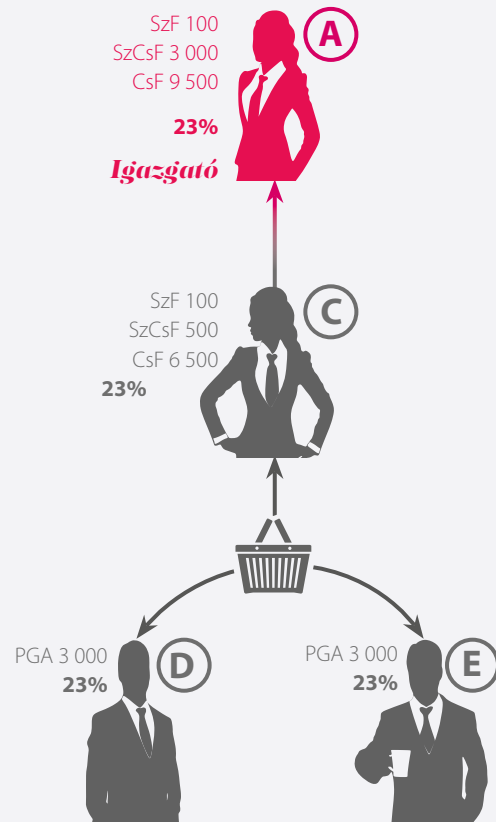 SzF 100
SzCsF 3 000
CsF 9 500
23%
Igazgató
A
SzF 100
SzCsF 500
CsF 6 500
23%
C
PGA 3 000
23%
D
PGA 3 000
23%
E